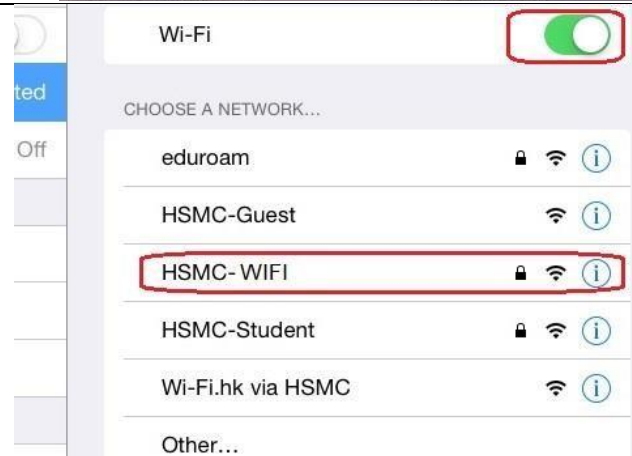 Wi-Fi
ted
CHOOSE A NETWORK...
Off
eduroam
HSMC-Guest
HSMC- WIFI
HSMC-Student
Wi-Fi.hk via HSMC
Other...